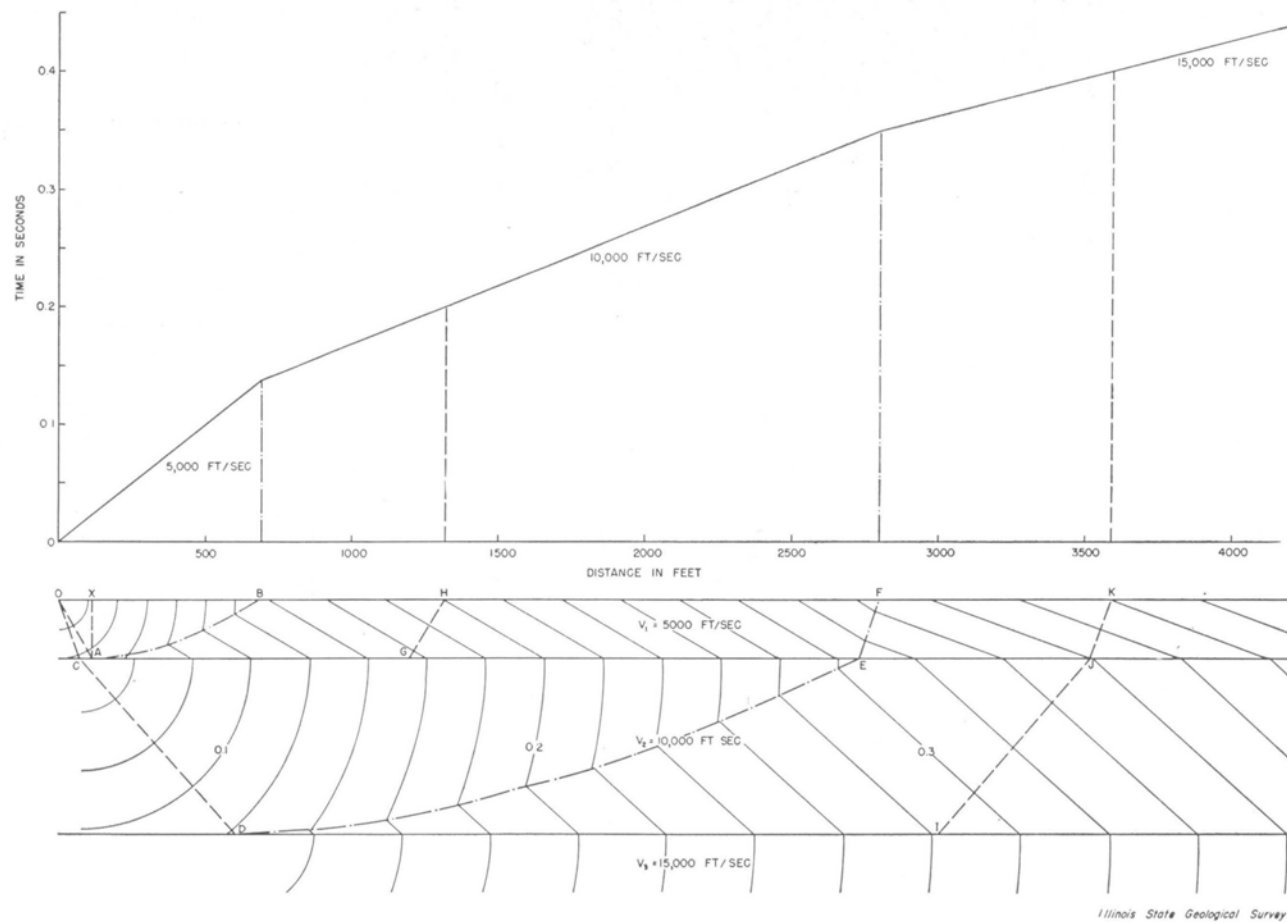 0.4
15,000 FT/SEC
0.3
TIME IN SECONDS
10,000 FT/SEC
0.2
0.1
5,000 FT/SEC
0
500
1000
1500
2000
2500
3000
3500
4000
DISTANCE IN FEET
O
X
B
H
F
K
V₁ = 5000 FT/SEC
C
A
G
E
J
0.1
0.2
V₂ = 10,000 FT SEC
0.3
D
I
V₃ = 15,000 FT/SEC
Illinois State Geological Survey